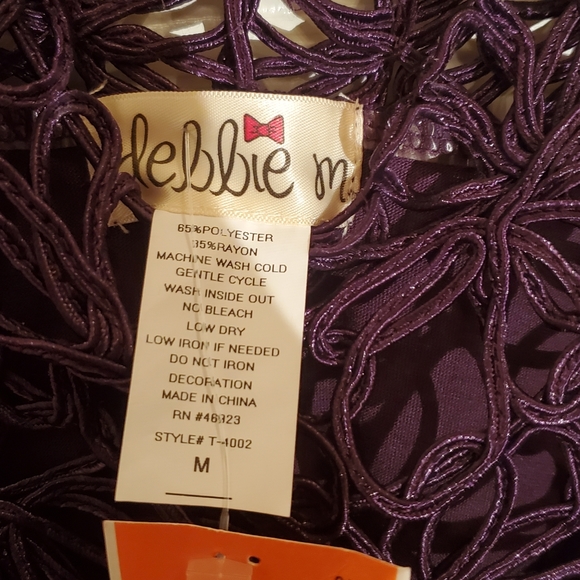 debbie m.
65%POLYESTER
35%RAYON
MACHINE WASH COLD
GENTLE CYCLE
WASH INSIDE OUT
NO BLEACH
LOW DRY
LOW IRON IF NEEDED
DO NOT IRON
DECORATION
MADE IN CHINA
RN #46923
STYLE# T-4002
M